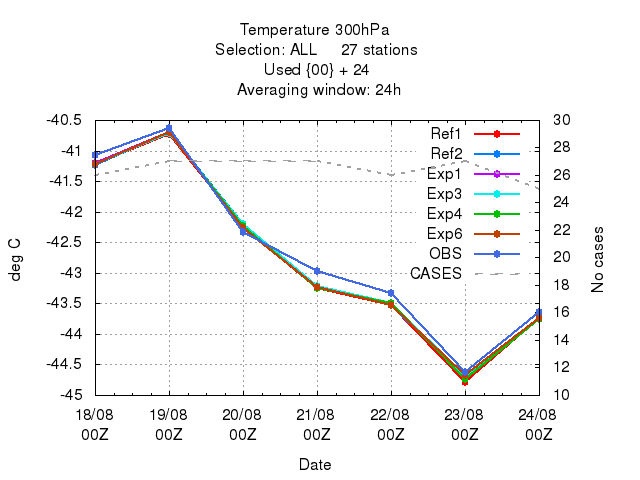 Temperature 300hPa
Selection: ALL 27 stations
Used {00} + 24
Averaging window: 24h
-40.5
-41
-41.5
-42
-42.5
-43
-43.5
-44
-44.5
-45
deg C
30
28
26
24
22
20
18
16
14
12
10
No cases
Ref1
Ref2
Exp1
Exp3
Exp4
Exp6
OBS
CASES
18/08 19/08 20/08 21/08 22/08 23/08 24/08
00Z 00Z 00Z 00Z 00Z 00Z 00Z
Date